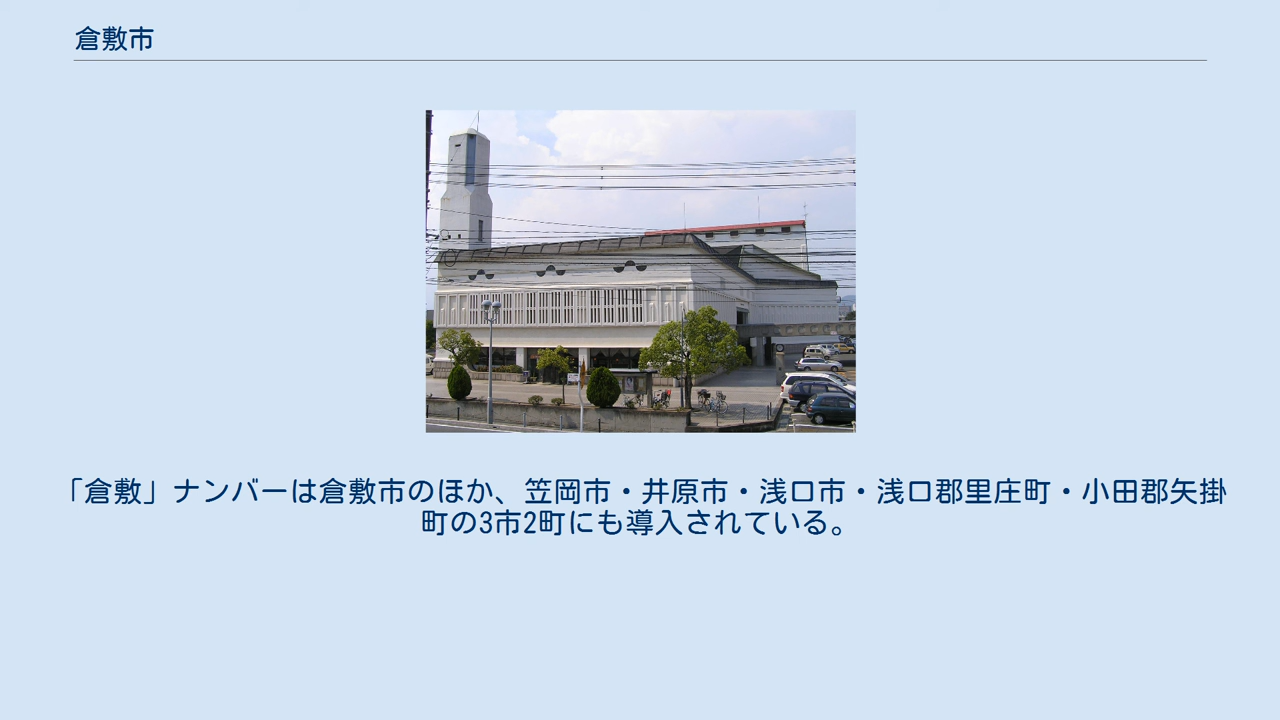 倉敷市
「倉敷」ナンバーは倉敷市のほか、笠岡市・井原市・浅口市・浅口郡里庄町・小田郡矢掛
町の3市2町にも導入されている。